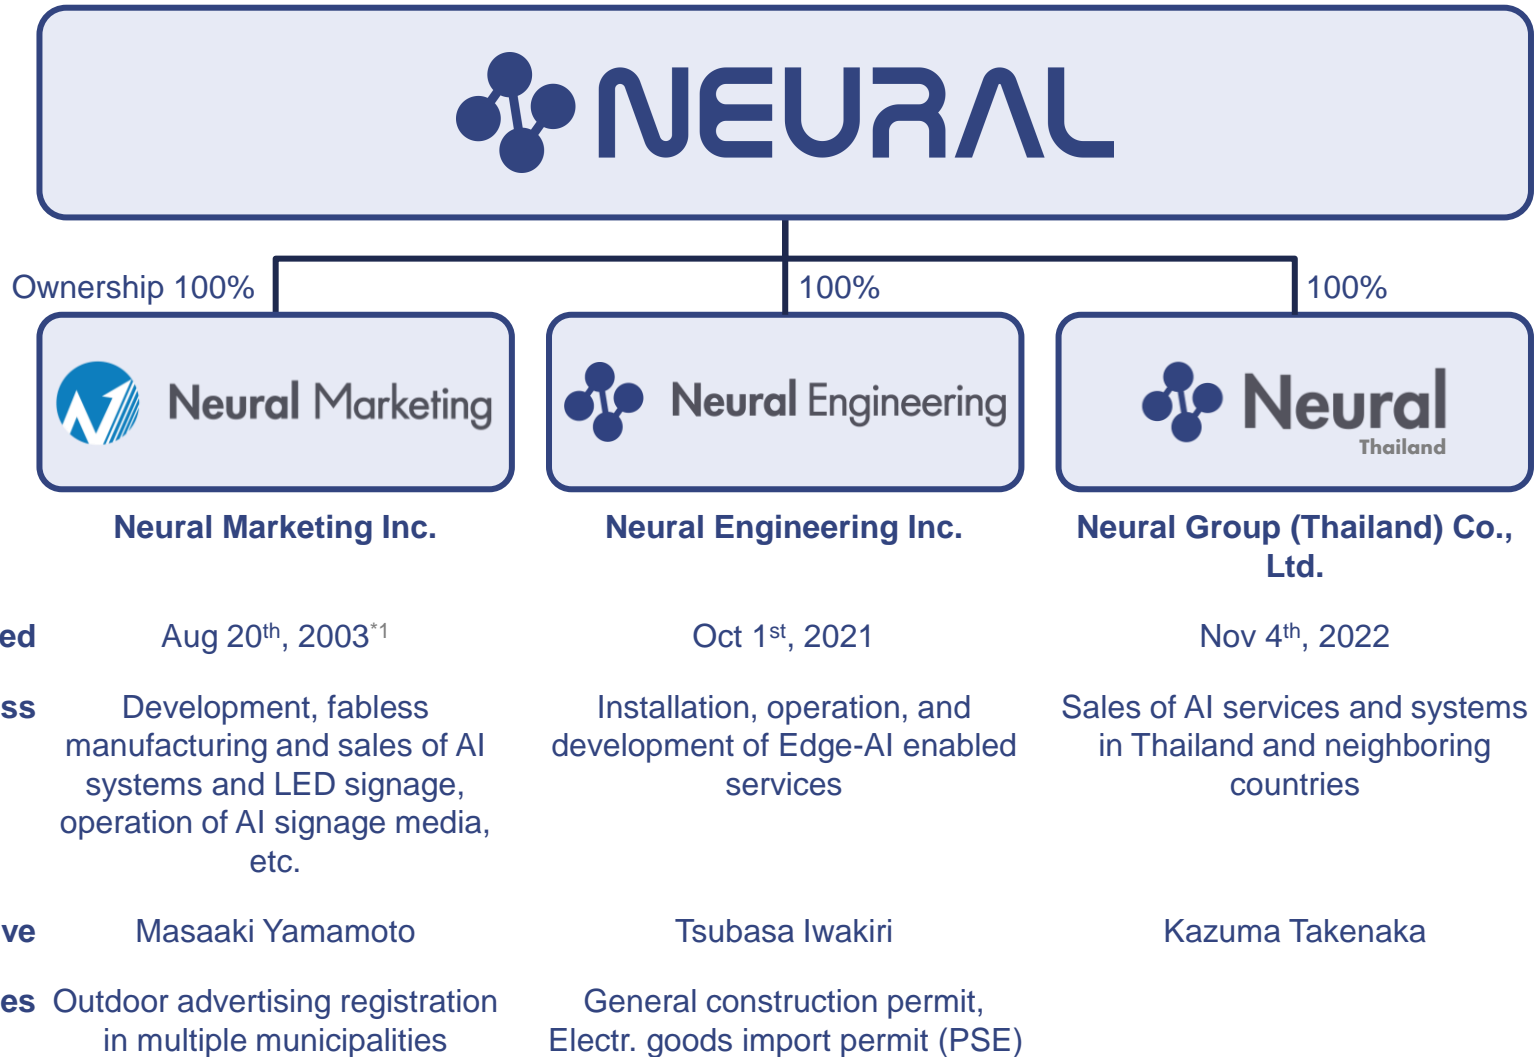 NEURAL
Ownership 100%
100%
100%
Neural Marketing
Neural Engineering
Neural
Thailand
Neural Marketing Inc.
Neural Engineering Inc.
Neural Group (Thailand) Co.,
Ltd.
ed
Aug 20th, 2003*1
Oct 1st, 2021
Nov 4th, 2022
ss
Development, fabless
manufacturing and sales of AI
systems and LED signage,
operation of AI signage media,
etc.
Installation, operation, and
development of Edge-AI enabled
services
Sales of AI services and systems
in Thailand and neighboring
countries
ve
Masaaki Yamamoto
Tsubasa Iwakiri
Kazuma Takenaka
es
Outdoor advertising registration
in multiple municipalities
General construction permit,
Electr. goods import permit (PSE)